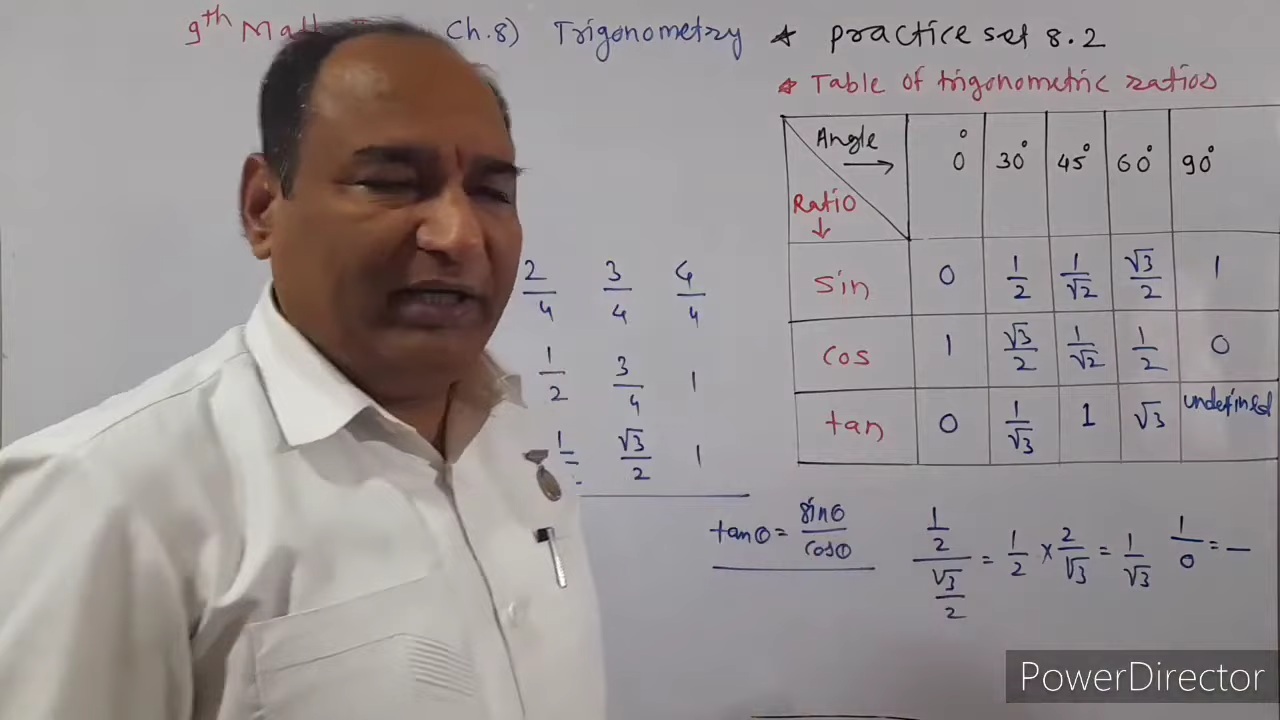 9th Ch.8) Trigonometry * practice set 8.2
* Table of trigonometric ratios
Angle → 0° 30° 45° 60° 90°
Ratio ↓
sin 0 1/2 1/√2 √3/2 1
cos 1 √3/2 1/√2 1/2 0
tan 0 1/√3 1 √3 undefined
2/4 3/4 4/4
1/2 3/4 1
√3/2 1
tanθ = sinθ/cosθ
(1/2)/(√3/2) = 1/2 × 2/√3 = 1/√3
1/0 = —
PowerDirector